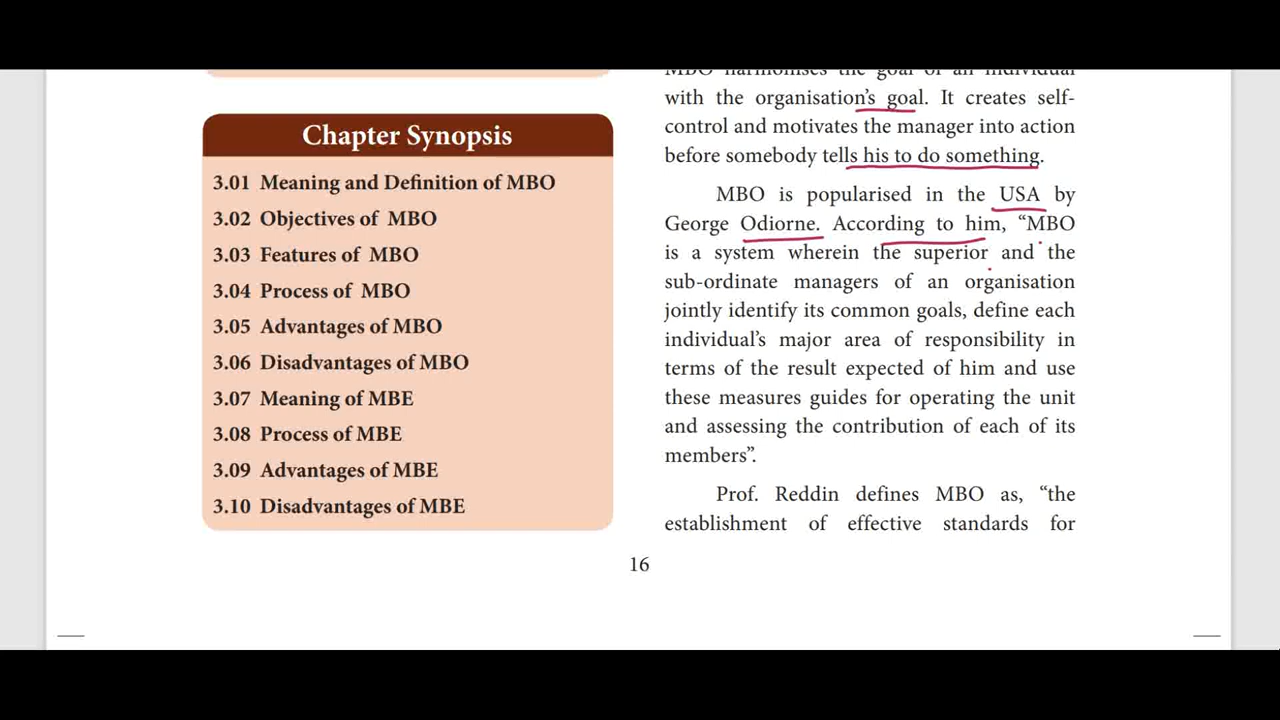 Chapter Synopsis
3.01 Meaning and Definition of MBO
3.02 Objectives of MBO
3.03 Features of MBO
3.04 Process of MBO
3.05 Advantages of MBO
3.06 Disadvantages of MBO
3.07 Meaning of MBE
3.08 Process of MBE
3.09 Advantages of MBE
3.10 Disadvantages of MBE
MBO harmonises the goal of an individual
with the organisation's goal. It creates self-
control and motivates the manager into action
before somebody tells his to do something.
MBO is popularised in the USA by
George Odiorne. According to him, “MBO
is a system wherein the superior and the
sub-ordinate managers of an organisation
jointly identify its common goals, define each
individual's major area of responsibility in
terms of the result expected of him and use
these measures guides for operating the unit
and assessing the contribution of each of its
members”.
Prof. Reddin defines MBO as, “the
establishment of effective standards for
16